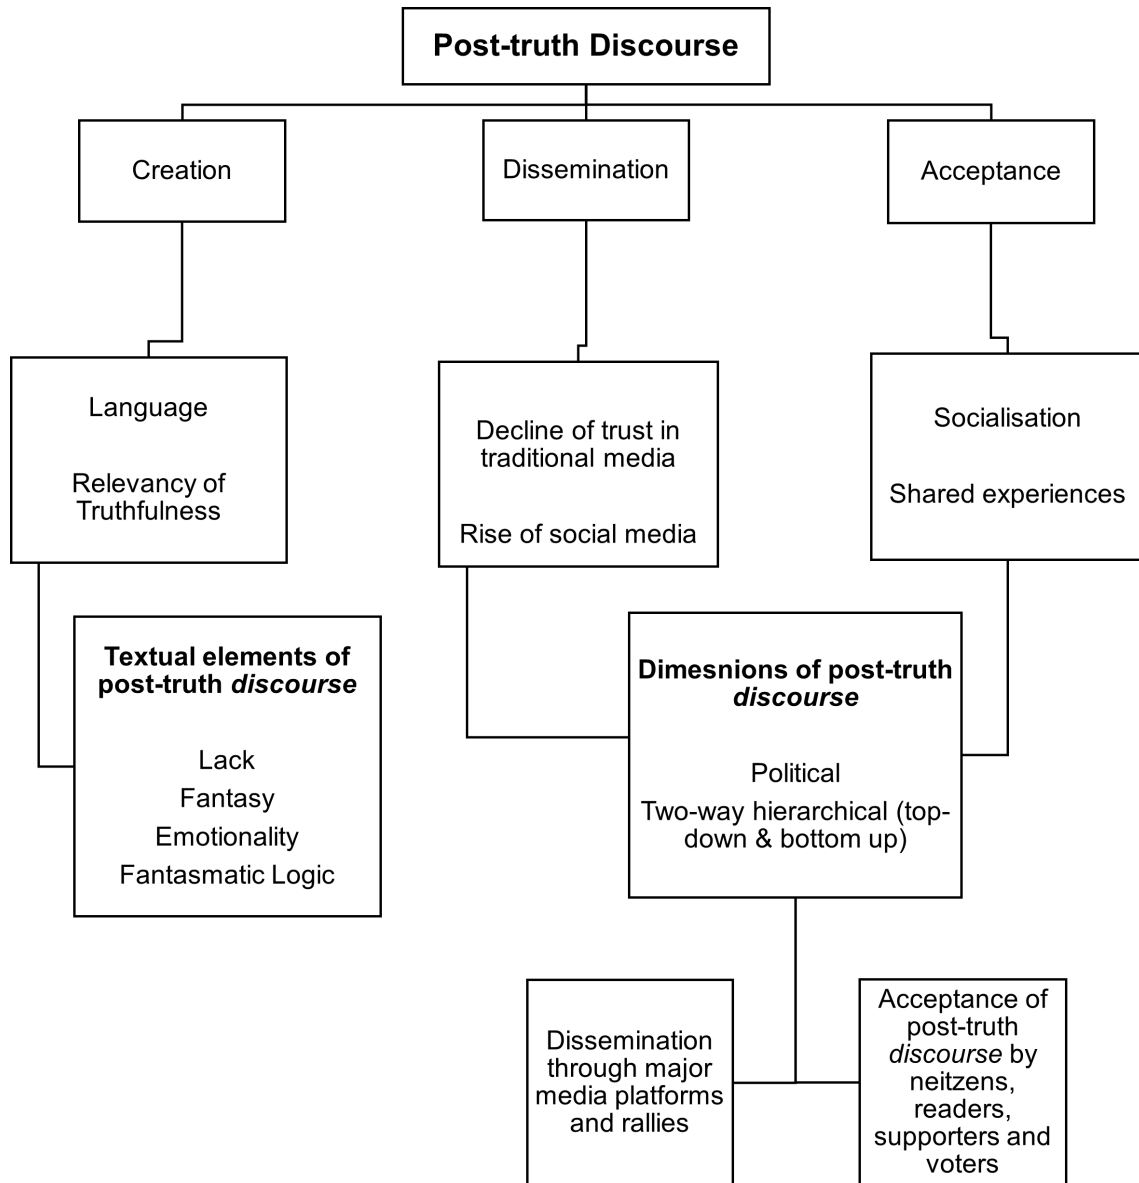 Post-truth Discourse
Creation
Dissemination
Acceptance
Language
Relevancy of
Truthfulness
Decline of trust in
traditional media
Rise of social media
Socialisation
Shared experiences
Textual elements of
post-truth discourse
Lack
Fantasy
Emotionality
Fantasmatic Logic
Dimesnions of post-truth
discourse
Political
Two-way hierarchical (top-
down & bottom up)
Dissemination
through major
media platforms
and rallies
Acceptance of
post-truth
discourse by
neitzens,
readers,
supporters and
voters